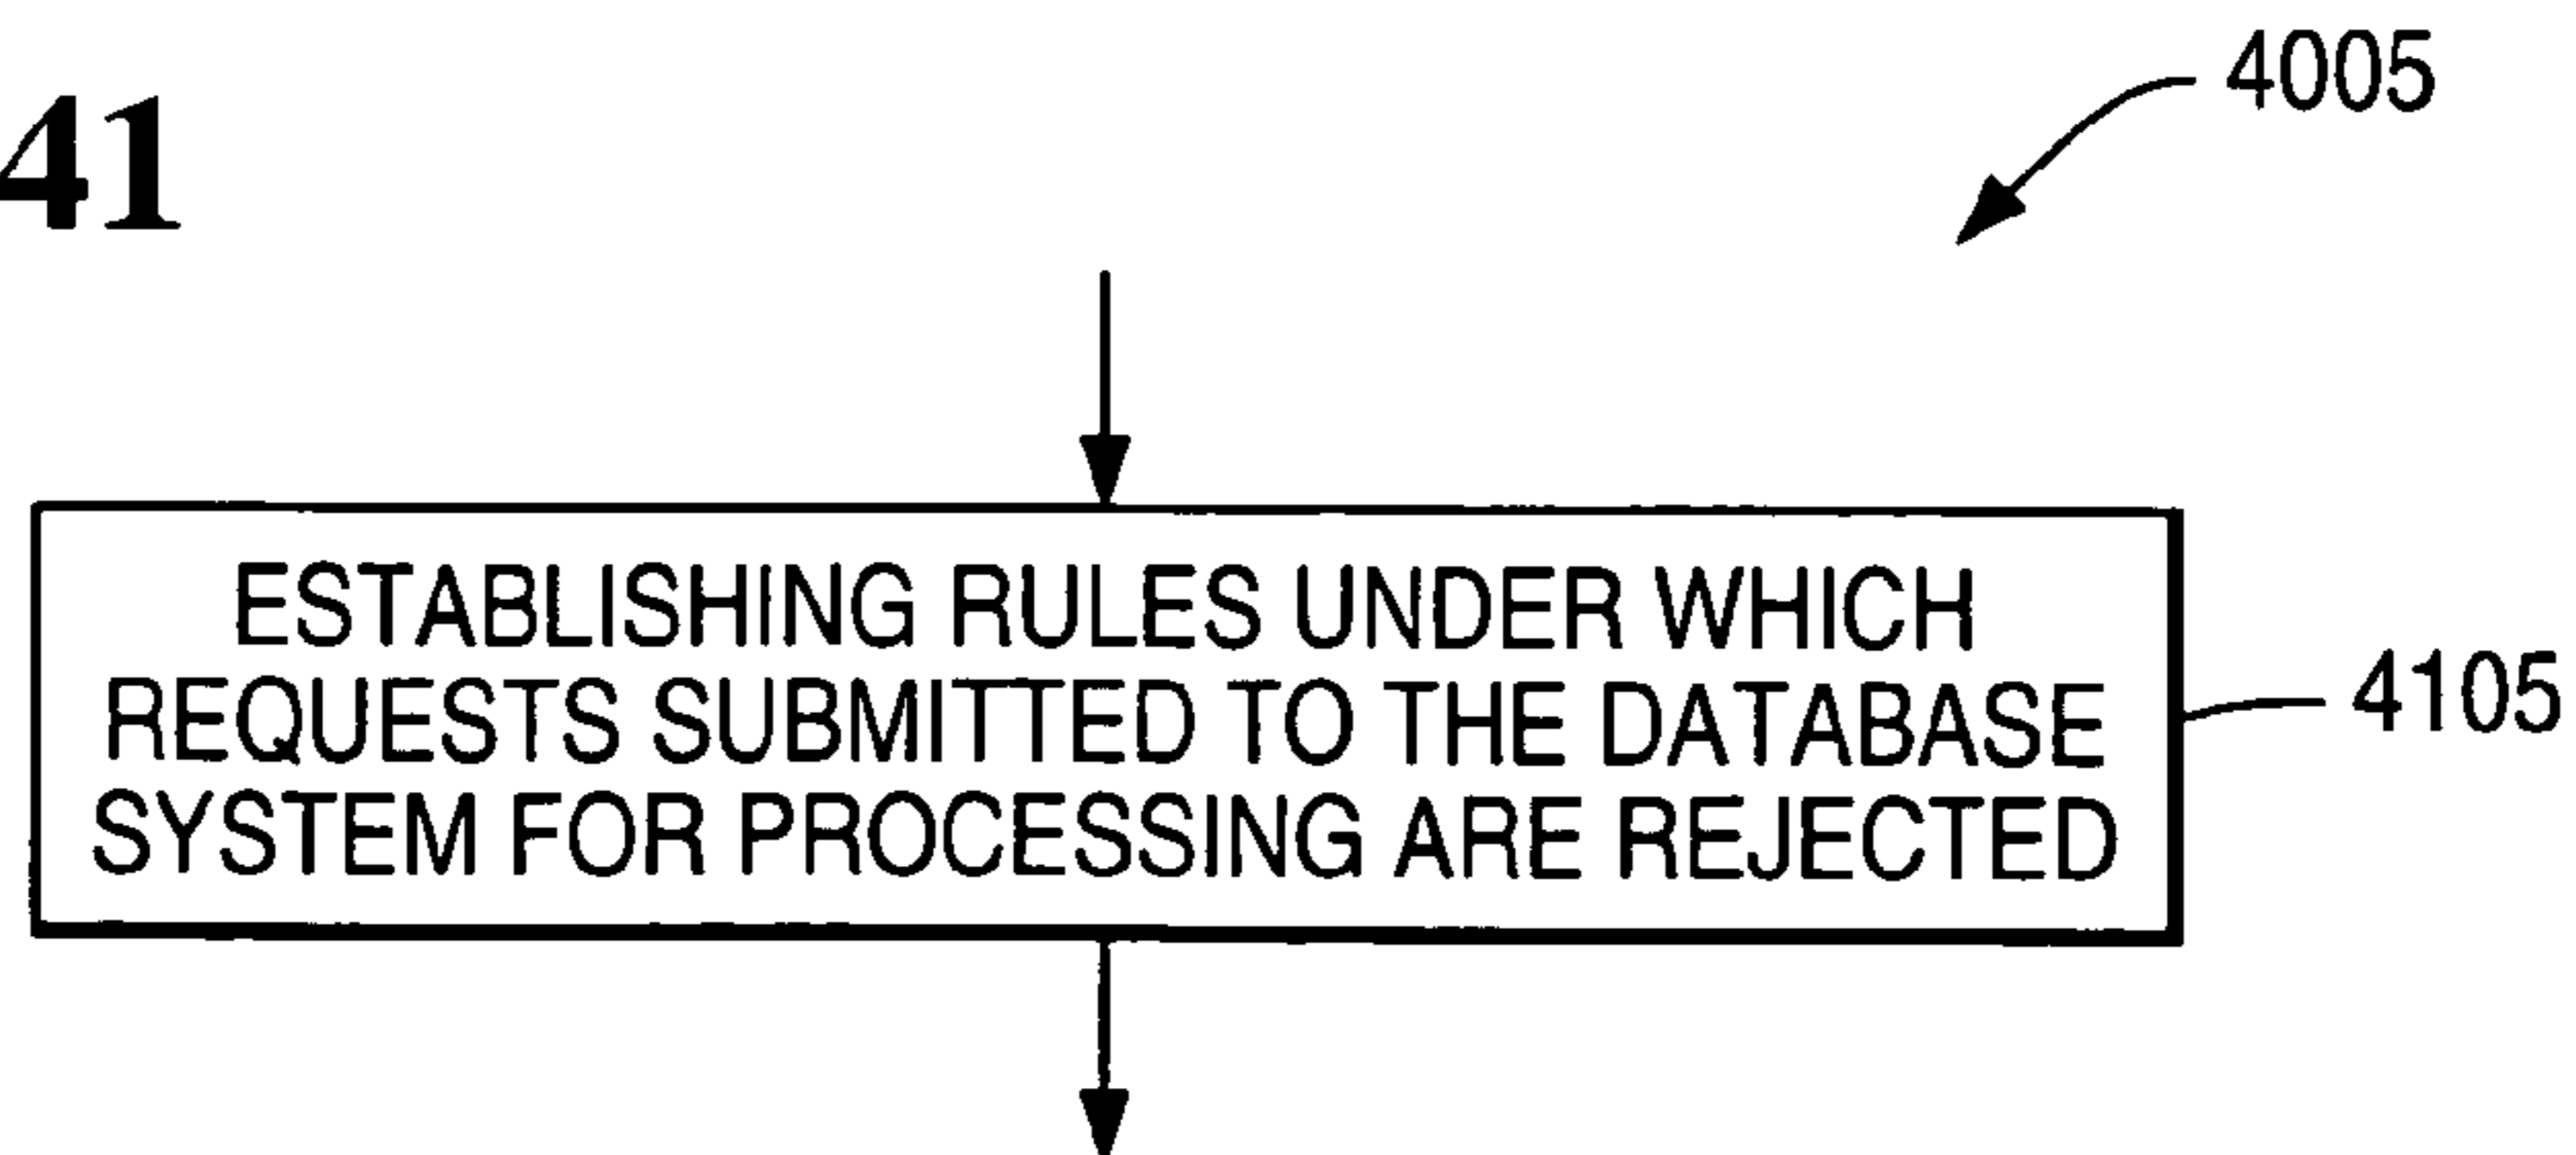 4005
41
ESTABLISHING RULES UNDER WHICH
REQUESTS SUBMITTED TO THE DATABASE
SYSTEM FOR PROCESSING ARE REJECTED
4105